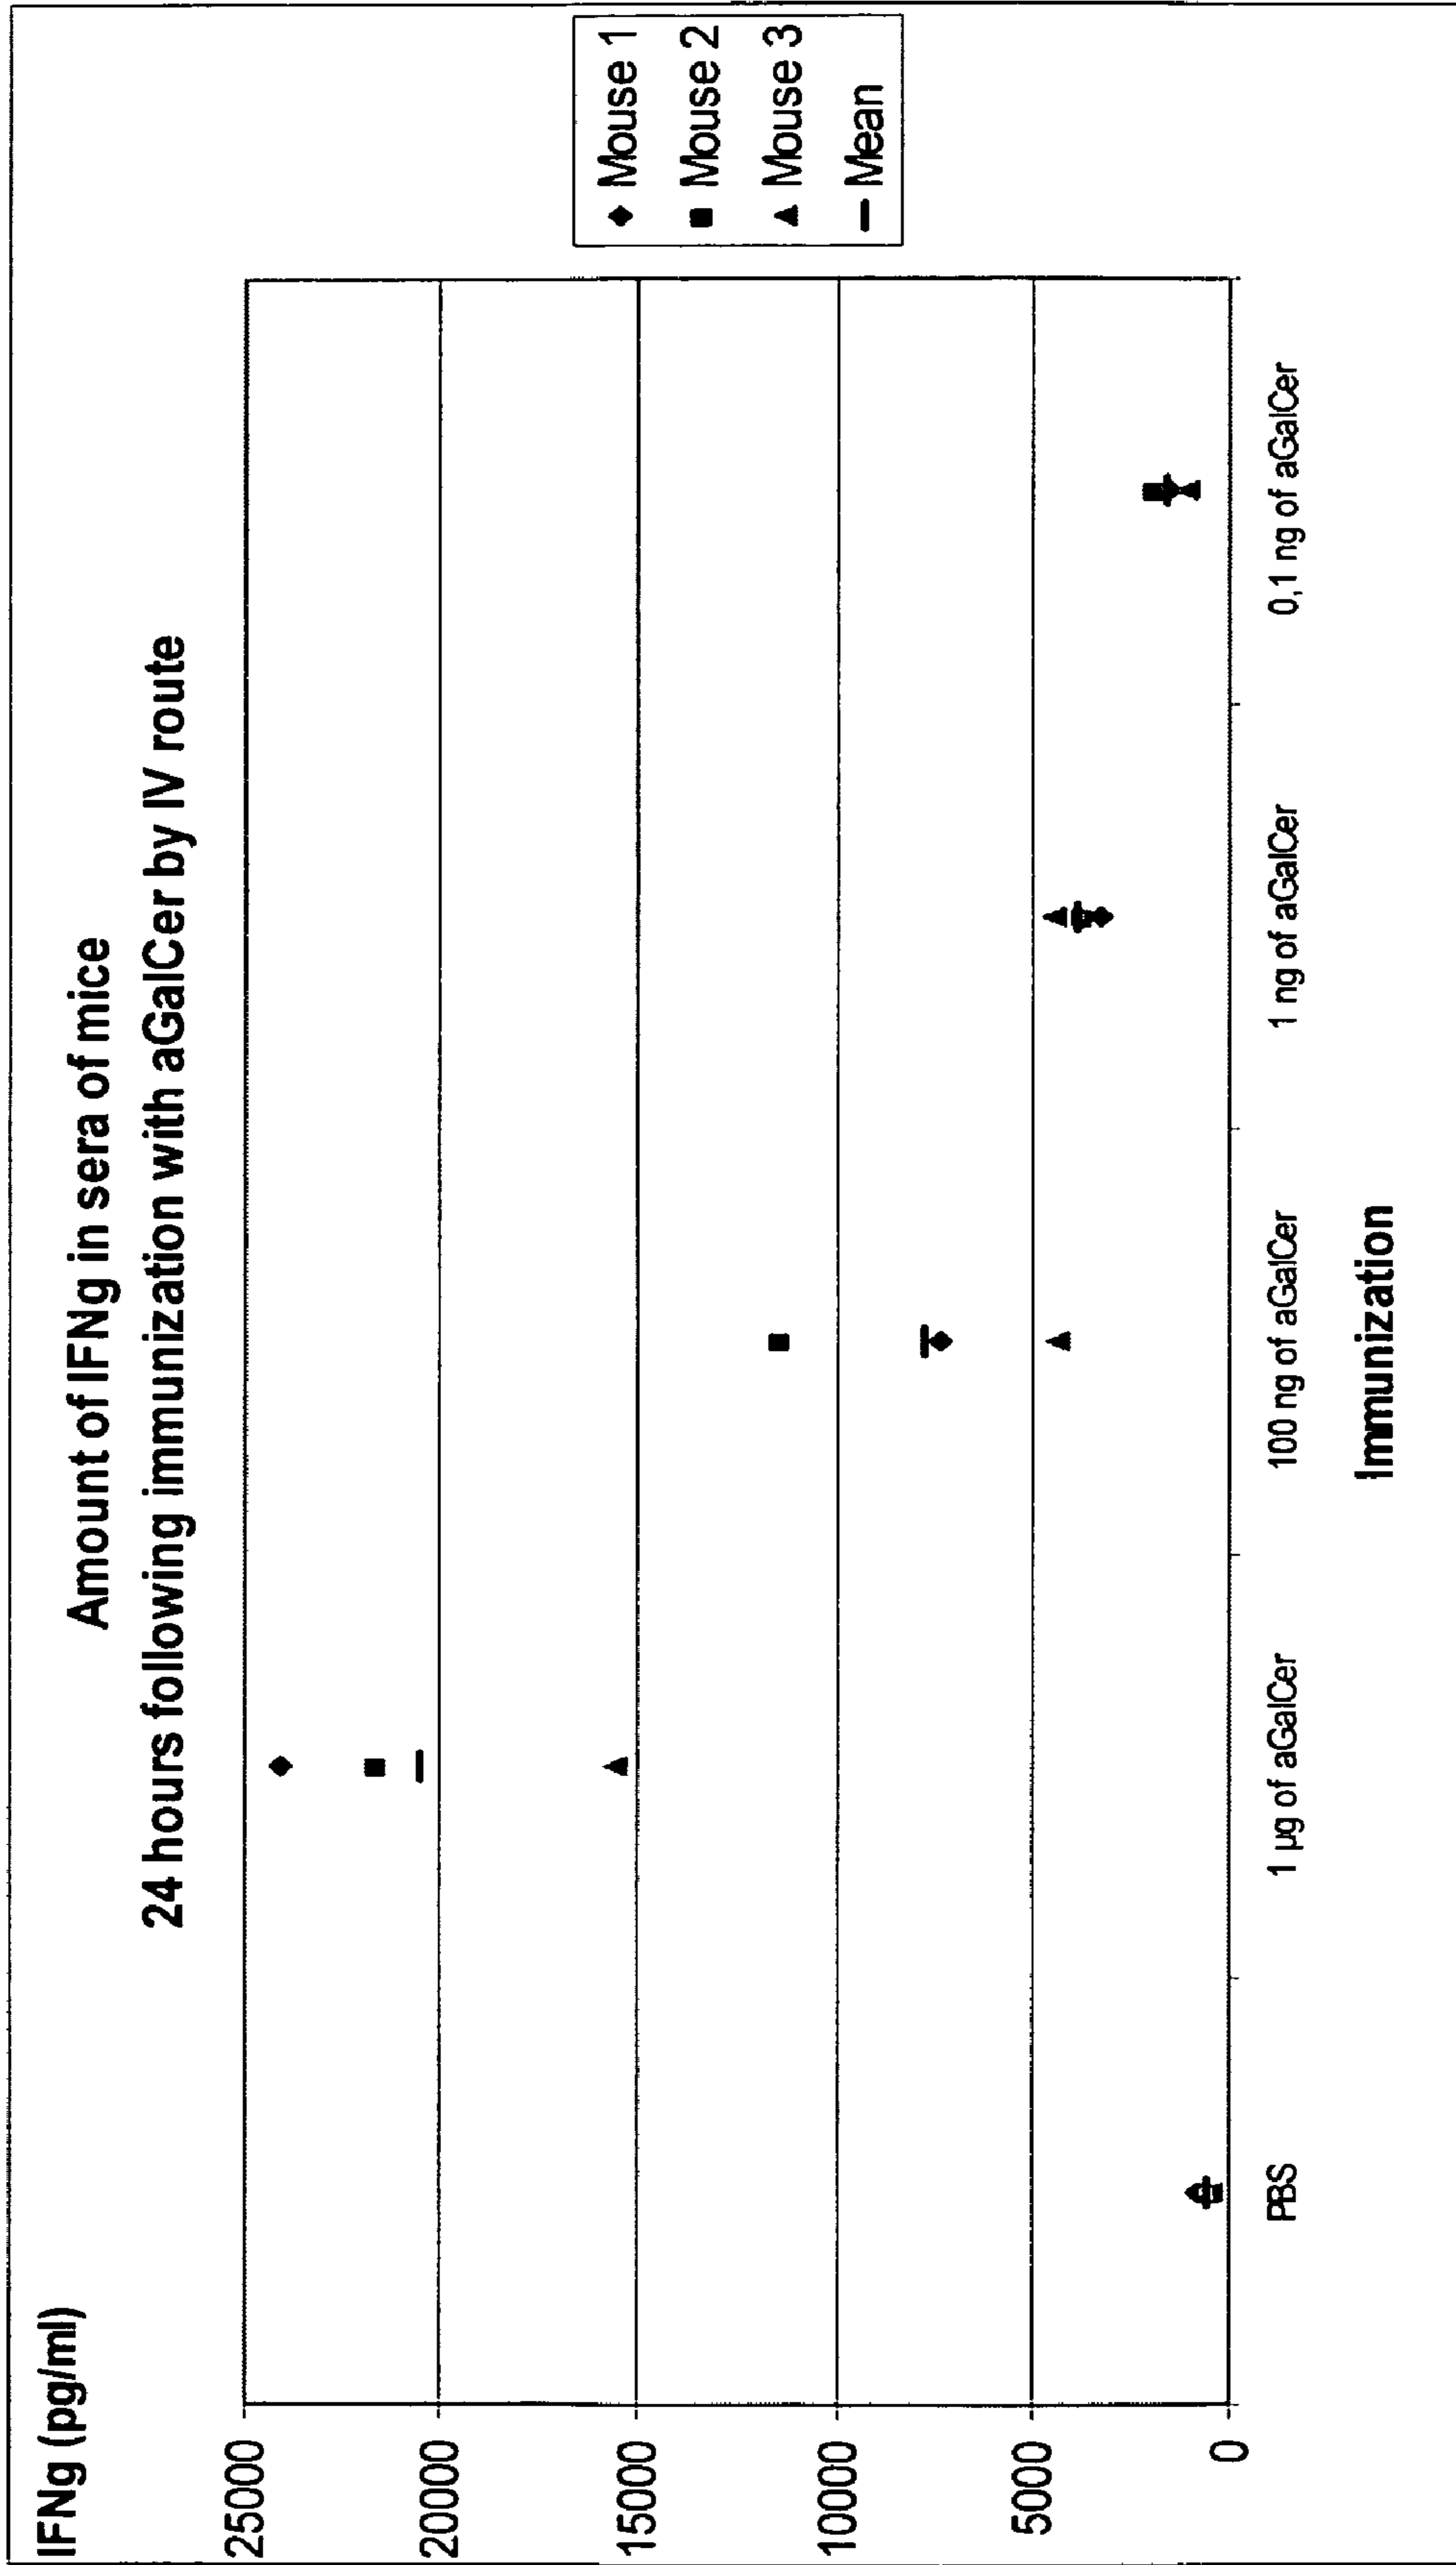 Amount of IFNg in sera of mice
24 hours following immunization with aGalCer by IV route
IFNg (pg/ml)
25000
20000
15000
10000
5000
0
PBS
1 µg of aGalCer
100 ng of aGalCer
1 ng of aGalCer
0,1 ng of aGalCer
Immunization
Mouse 1
Mouse 2
Mouse 3
Mean